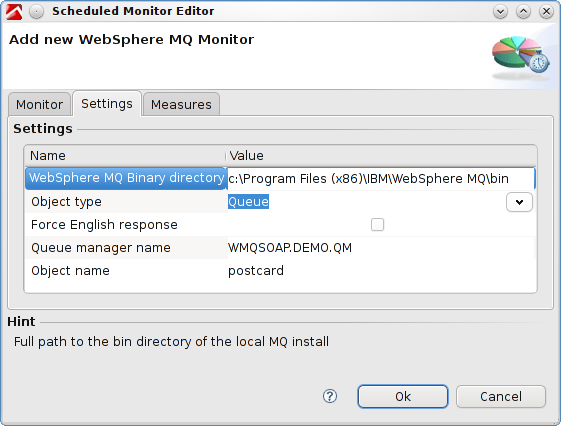 Scheduled Monitor Editor
Add new WebSphere MQ Monitor
Monitor Settings Measures
Settings
Name Value
WebSphere MQ Binary directory c:\Program Files (x86)\IBM\WebSphere MQ\bin
Object type Queue
Force English response
Queue manager name WMQSOAP.DEMO.QM
Object name postcard
Hint
Full path to the bin directory of the local MQ install
? Ok Cancel